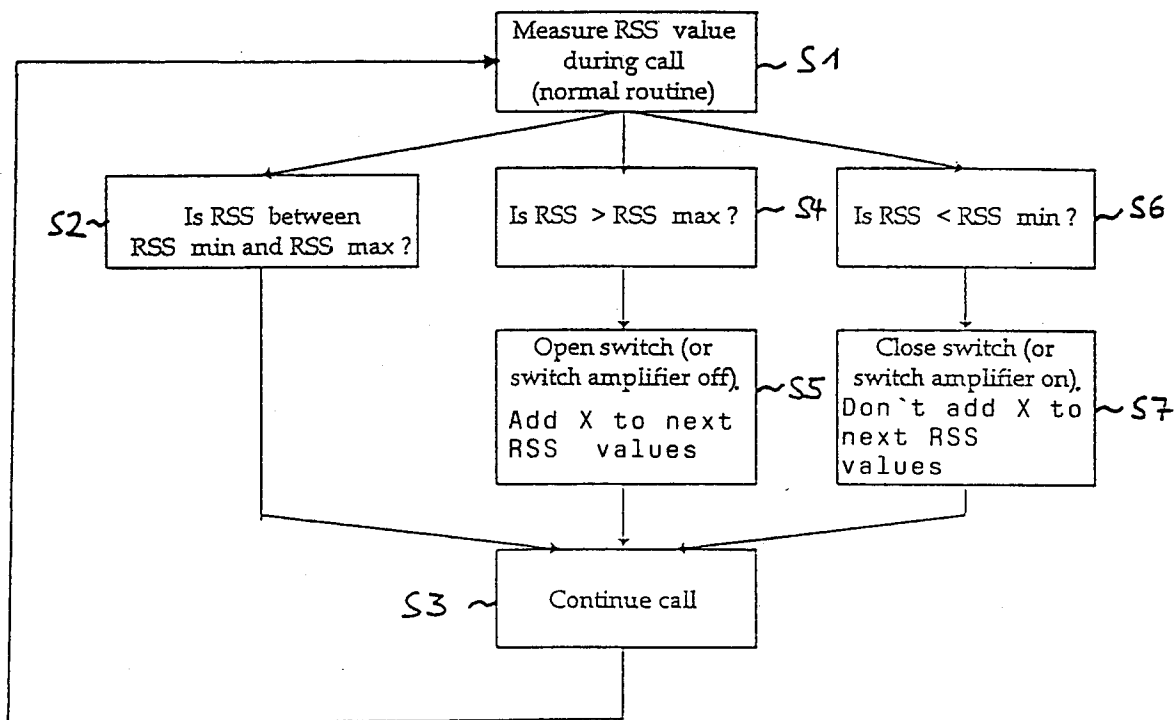 Measure RSS value
during call
(normal routine)
S1
S2
Is RSS between
RSS min and RSS max ?
Is RSS > RSS max ?
S4
Is RSS < RSS min ?
S6
Open switch (or
switch amplifier off).
Add X to next
RSS values
S5
Close switch (or
switch amplifier on).
Don`t add X to
next RSS
values
S7
S3
Continue call